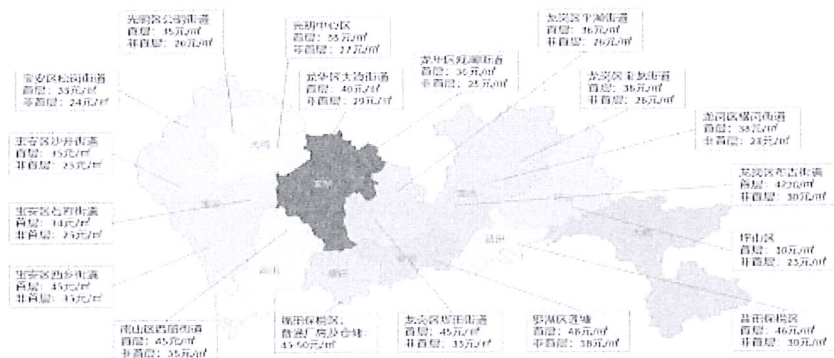 光明区公明街道
首层：35元/㎡
非首层：26元/㎡
光明中心区
首层：35元/㎡
非首层：27元/㎡
龙岗区平湖街道
首层：36元/㎡
非首层：26元/㎡
宝安区松岗街道
首层：35元/㎡
非首层：24元/㎡
龙华区大浪街道
首层：40元/㎡
非首层：29元/㎡
龙华区观湖街道
首层：36元/㎡
非首层：25元/㎡
龙岗区宝龙街道
首层：36元/㎡
非首层：26元/㎡
宝安区沙井街道
首层：35元/㎡
非首层：25元/㎡
龙岗区横岗街道
首层：38元/㎡
非首层：28元/㎡
宝安区石岩街道
首层：34元/㎡
非首层：25元/㎡
龙岗区布吉街道
首层：42元/㎡
非首层：30元/㎡
坪山区
首层：30元/㎡
非首层：23元/㎡
宝安区西乡街道
首层：45元/㎡
非首层：35元/㎡
南山区西丽街道
首层：45元/㎡
非首层：35元/㎡
福田保税区：
普通厂房及仓储：
45-50元/㎡
龙岗区坂田街道
首层：45元/㎡
非首层：35元/㎡
罗湖区莲塘
首层：48元/㎡
非首层：38元/㎡
盐田保税区
首层：46元/㎡
非首层：30元/㎡
龙华
盐田